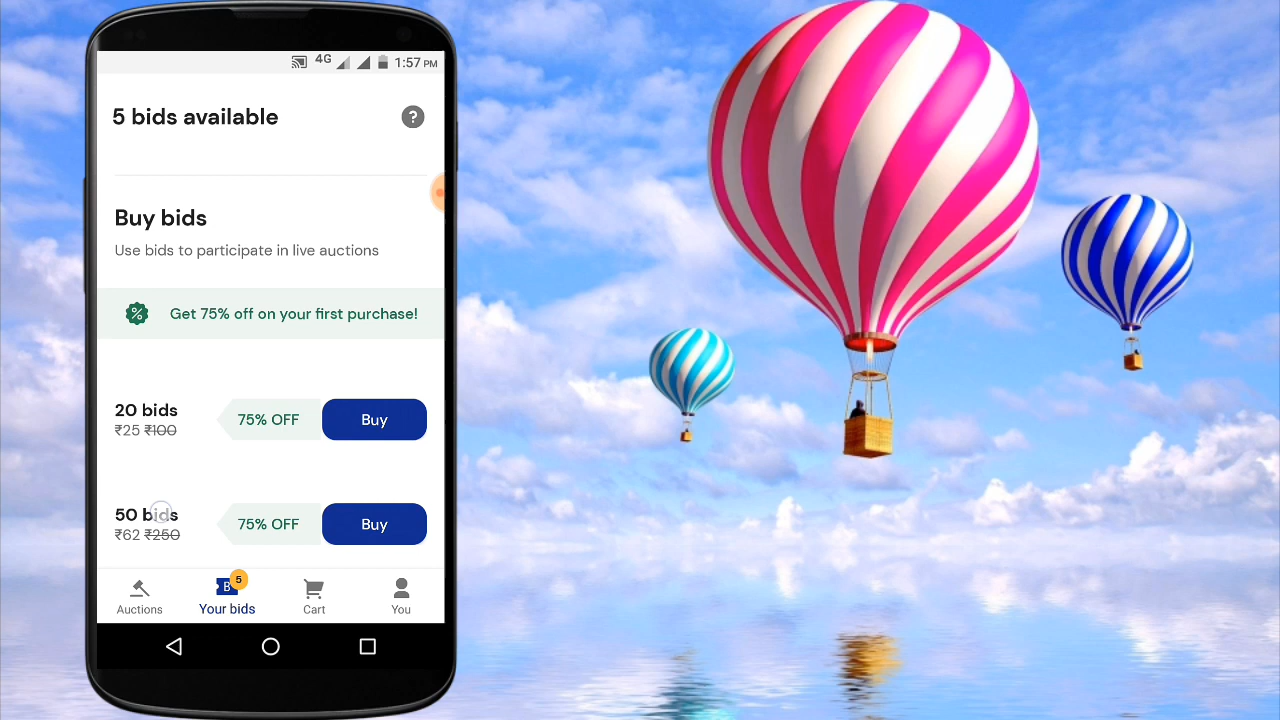 4G 1:57 PM
5 bids available
?
Buy bids
Use bids to participate in live auctions
% Get 75% off on your first purchase!
20 bids
₹25 ₹100
75% OFF
Buy
50 bids
₹62 ₹250
75% OFF
Buy
B 5
Auctions Your bids Cart You